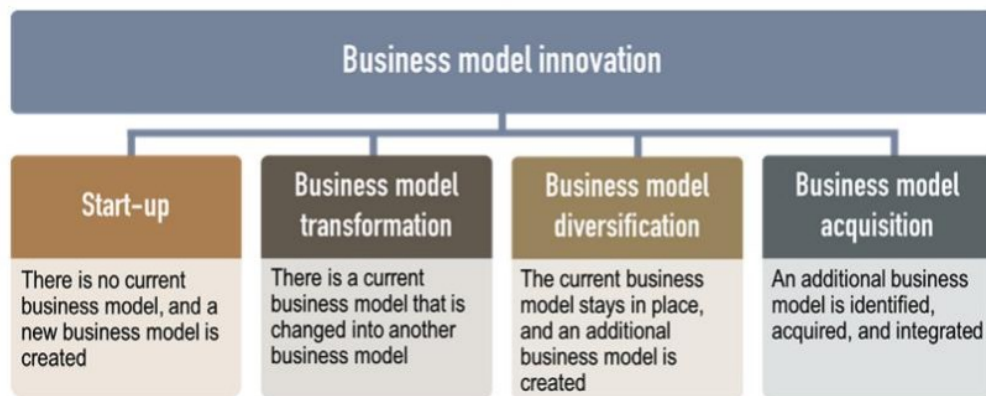 Business model innovation
Start-up
There is no current
business model, and a
new business model is
created
Business model
transformation
There is a current
business model that is
changed into another
business model
Business model
diversification
The current business
model stays in place,
and an additional
business model is
created
Business model
acquisition
An additional business
model is identified,
acquired, and integrated